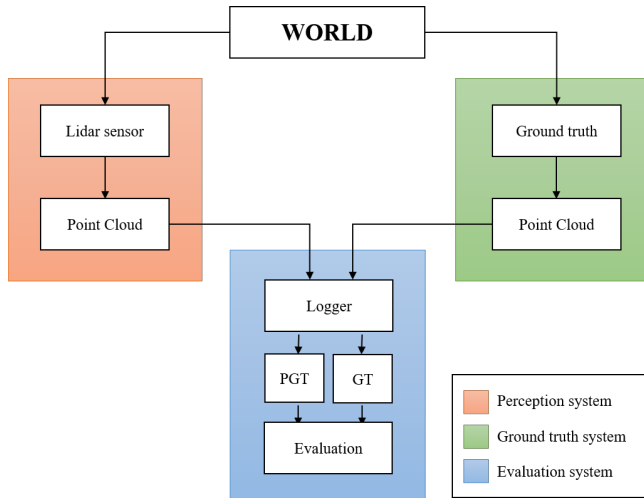 WORLD
Lidar sensor
Ground truth
Point Cloud
Point Cloud
Logger
PGT
GT
Evaluation
Perception system
Ground truth system
Evaluation system